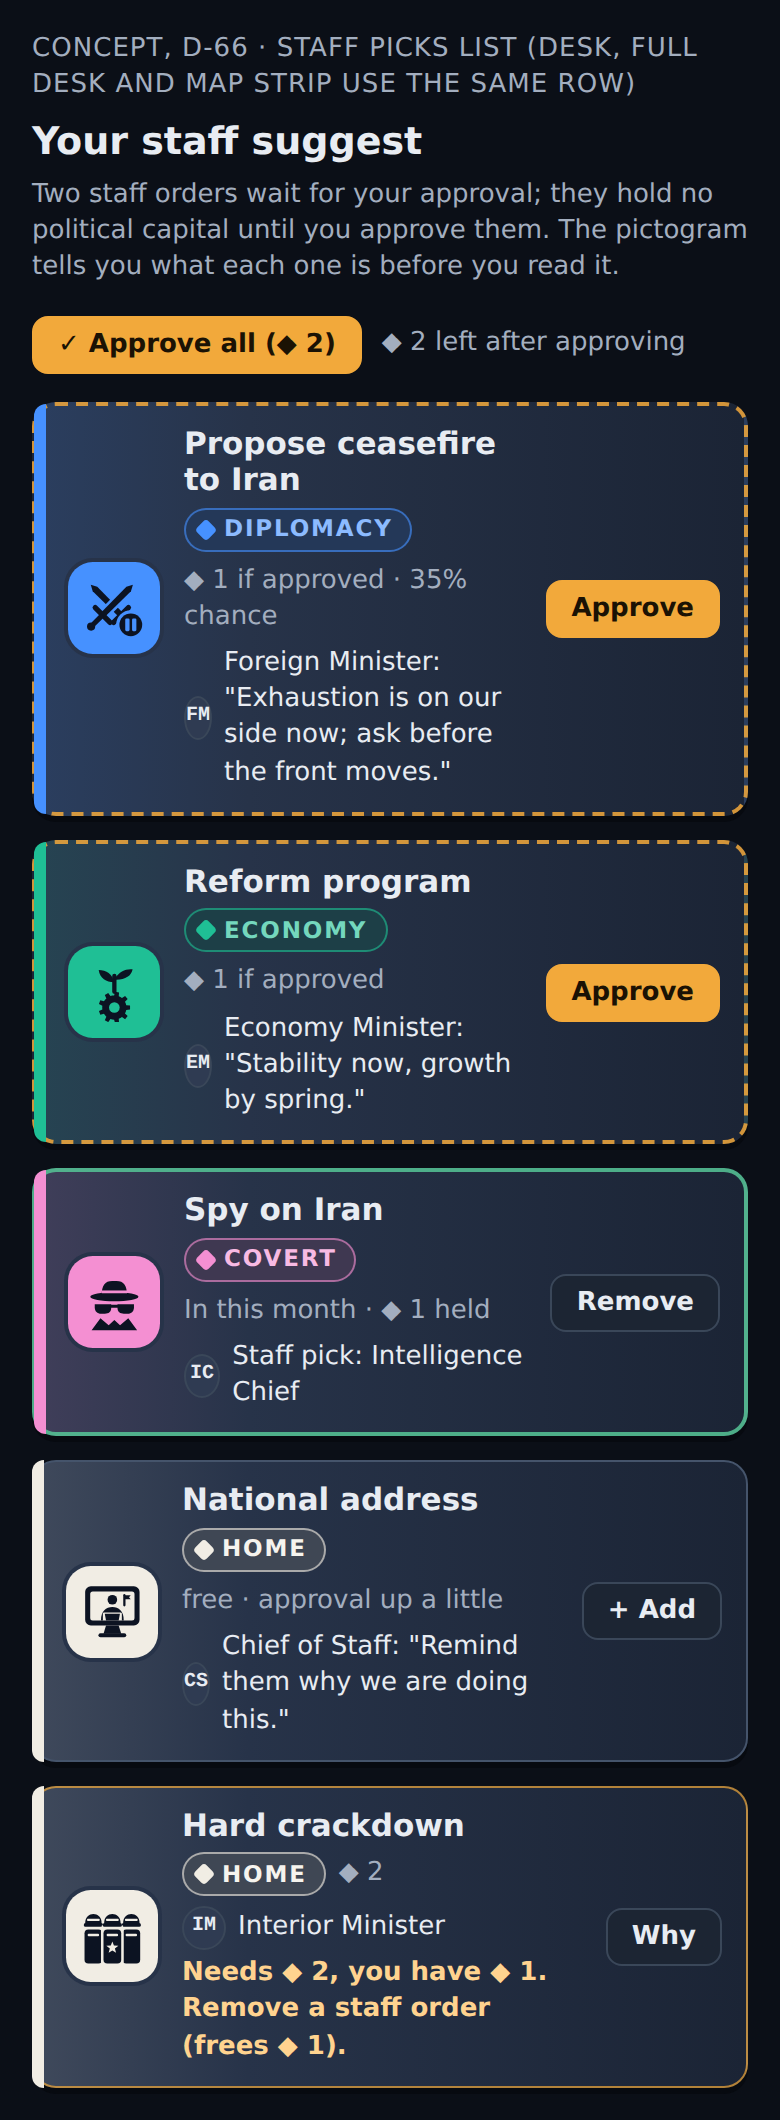 CONCEPT, D-66 · STAFF PICKS LIST (DESK, FULL
DESK AND MAP STRIP USE THE SAME ROW)
Your staff suggest
Two staff orders wait for your approval; they hold no
political capital until you approve them. The pictogram
tells you what each one is before you read it.
✓ Approve all (◆ 2)
◆ 2 left after approving
Propose ceasefire
to Iran
◆ DIPLOMACY
◆ 1 if approved · 35%
chance
FM
Foreign Minister:
"Exhaustion is on our
side now; ask before
the front moves."
Approve
Reform program
◆ ECONOMY
◆ 1 if approved
EM
Economy Minister:
"Stability now, growth
by spring."
Approve
Spy on Iran
◆ COVERT
In this month · ◆ 1 held
IC
Staff pick: Intelligence
Chief
Remove
National address
◆ HOME
free · approval up a little
CS
Chief of Staff: "Remind
them why we are doing
this."
+ Add
Hard crackdown
◆ HOME ◆ 2
IM Interior Minister
Needs ◆ 2, you have ◆ 1.
Remove a staff order
(frees ◆ 1).
Why